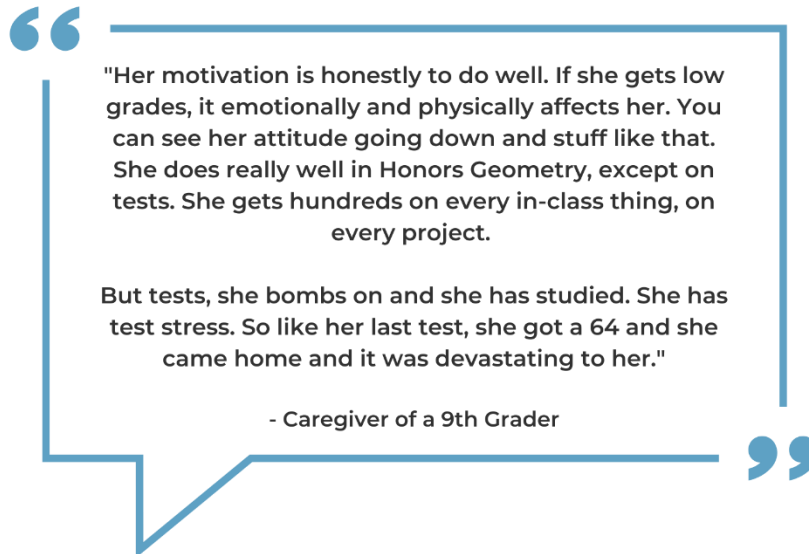 "Her motivation is honestly to do well. If she gets low
grades, it emotionally and physically affects her. You
can see her attitude going down and stuff like that.
She does really well in Honors Geometry, except on
tests. She gets hundreds on every in-class thing, on
every project.
But tests, she bombs on and she has studied. She has
test stress. So like her last test, she got a 64 and she
came home and it was devastating to her."
- Caregiver of a 9th Grader